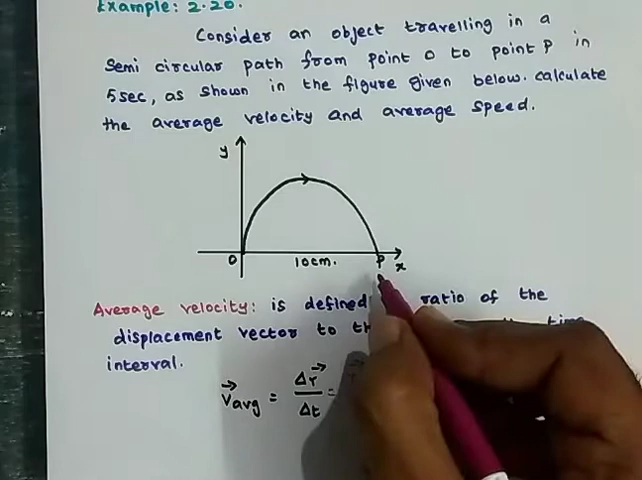 Example: 2.20.
Consider an object travelling in a
Semi circular path from point O to point P in
5sec, as shown in the figure given below. calculate
the average velocity and average speed.
y
O 10cm. P x
Average velocity: is defined ratio of the
displacement vector to the time
interval.
V⃗avg = Δr⃗/Δt =